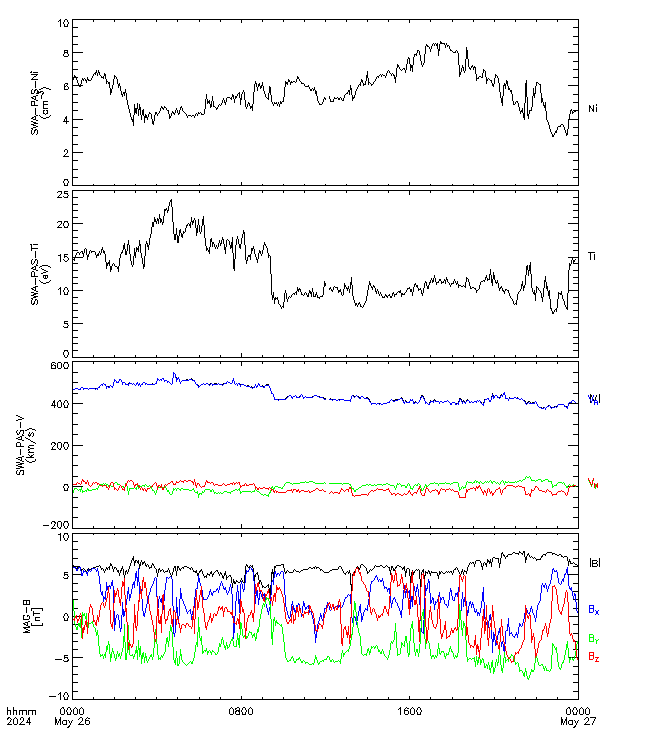 10
8
6
4
2
0
SWA-PAS-Ni
(cm⁻³)
Ni
25
20
15
10
5
0
SWA-PAS-Ti
(eV)
Ti
600
400
200
0
-200
SWA-PAS-V
(km/s)
10
5
0
-5
-10
MAG-B
[nT]
|B|
Bx
By
Bz
hhmm 0000 0800 1600 0000
2024 May 26 May 27